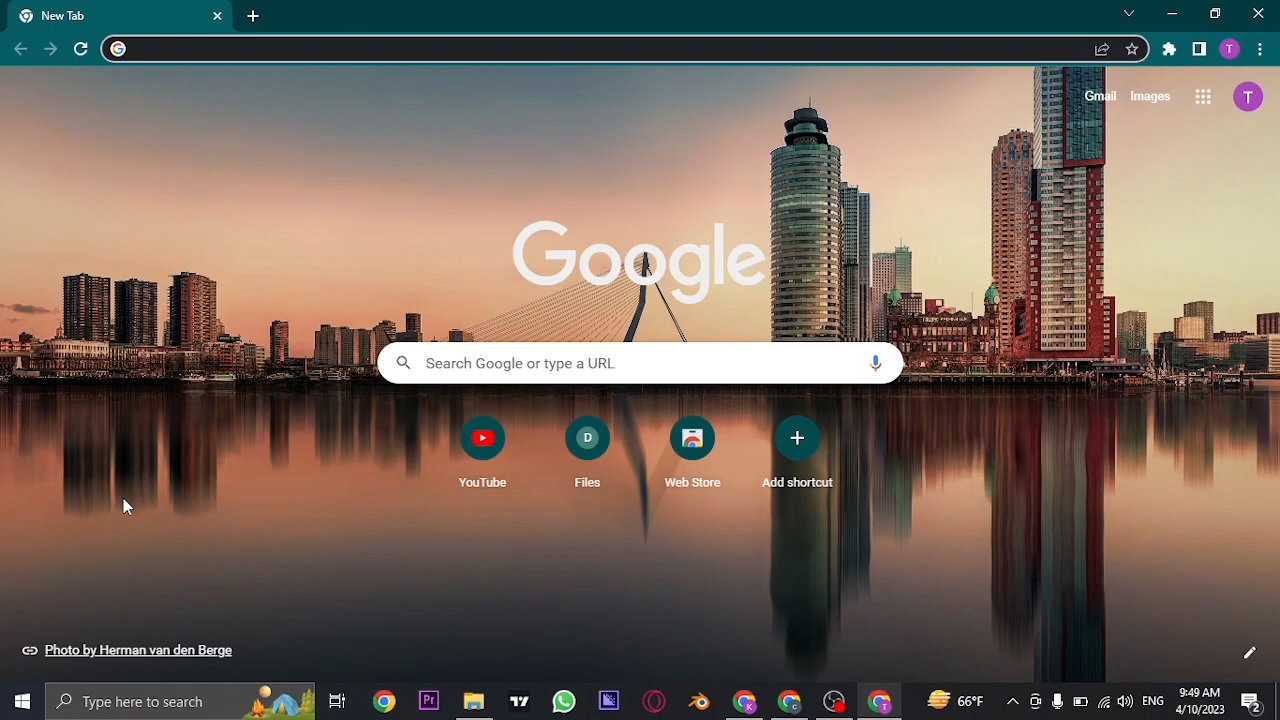 New Tab
Gmail Images
T
T
Google
Search Google or type a URL
D
YouTube
Files
Web Store
Add shortcut
Photo by Herman van den Berge
Type here to search
Pr
K
C
T
66°F
ENG
9:49 AM
4/10/2023
2